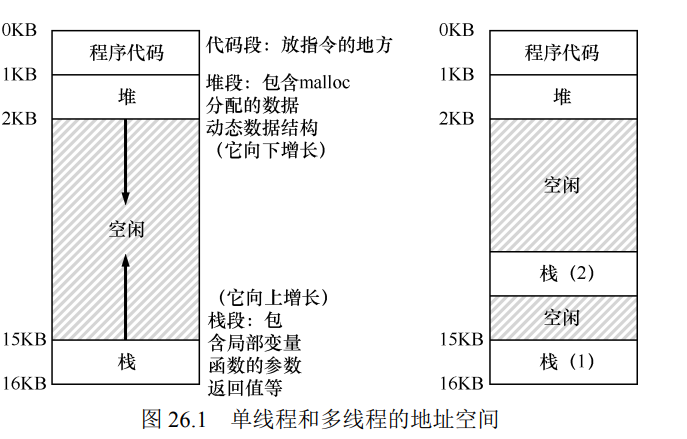 0KB
程序代码
代码段：放指令的地方
1KB
堆
堆段：包含malloc
分配的数据
2KB
动态数据结构
（它向下增长）
空闲
（它向上增长）
栈段：包
15KB
含局部变量
栈
函数的参数
16KB
返回值等
0KB
程序代码
1KB
堆
2KB
空闲
栈（2）
空闲
15KB
栈（1）
16KB
图 26.1 单线程和多线程的地址空间